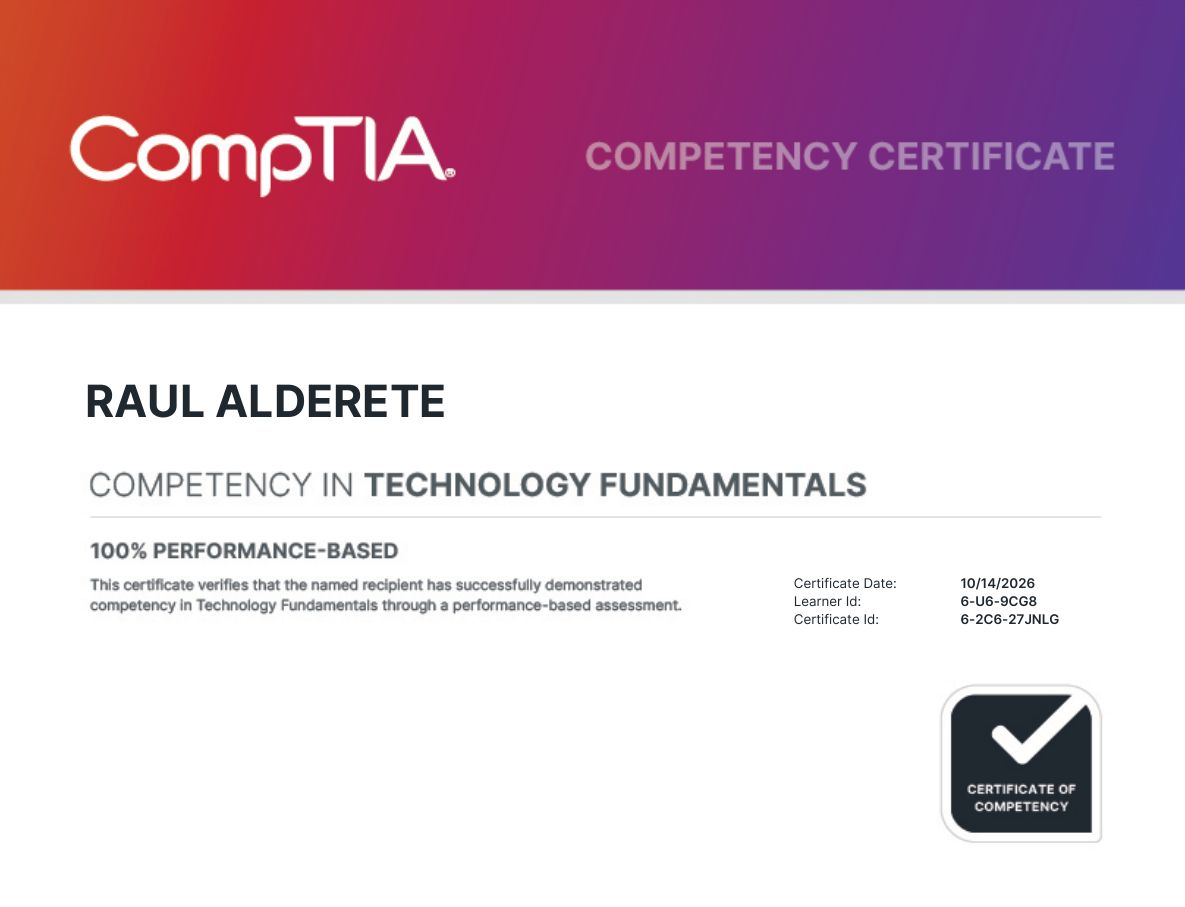 CompTIA®
COMPETENCY CERTIFICATE
RAUL ALDERETE
COMPETENCY IN TECHNOLOGY FUNDAMENTALS
100% PERFORMANCE-BASED
This certificate verifies that the named recipient has successfully demonstrated
competency in Technology Fundamentals through a performance-based assessment.
Certificate Date: 10/14/2026
Learner Id: 6-U6-9CG8
Certificate Id: 6-2C6-27JNLG
CERTIFICATE OF
COMPETENCY